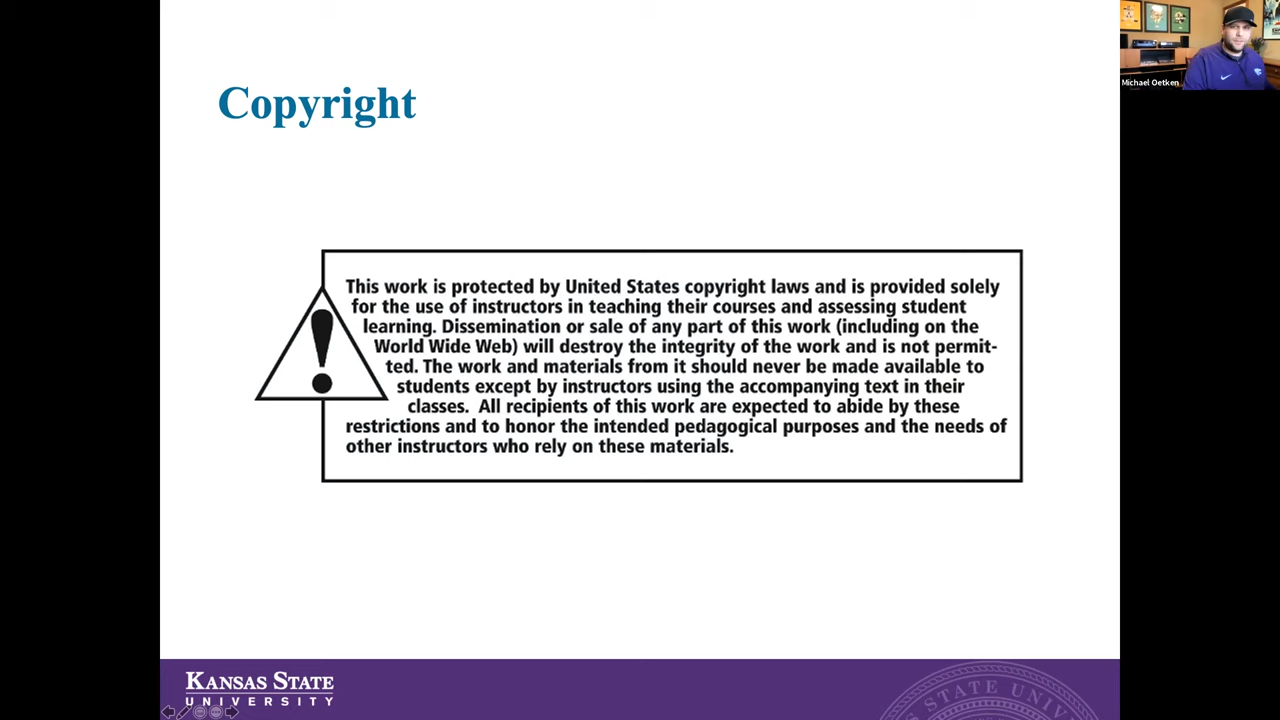 Michael Oetken
Copyright
This work is protected by United States copyright laws and is provided solely
for the use of instructors in teaching their courses and assessing student
learning. Dissemination or sale of any part of this work (including on the
World Wide Web) will destroy the integrity of the work and is not permit-
ted. The work and materials from it should never be made available to
students except by instructors using the accompanying text in their
classes.  All recipients of this work are expected to abide by these
restrictions and to honor the intended pedagogical purposes and the needs of
other instructors who rely on these materials.
!
KANSAS STATE
UNIVERSITY
STATE UNI